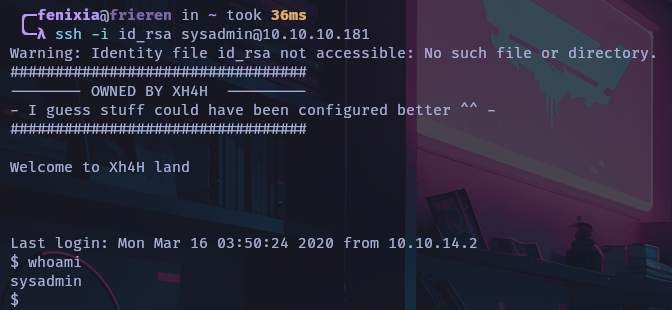 fenixia@frieren in ~ took 36ms
λ ssh -i id_rsa sysadmin@10.10.10.181
Warning: Identity file id_rsa not accessible: No such file or directory.
#################################
-------- OWNED BY XH4H  ---------
- I guess stuff could have been configured better ^^ -
#################################
Welcome to Xh4H land
Last login: Mon Mar 16 03:50:24 2020 from 10.10.14.2
$ whoami
sysadmin
$